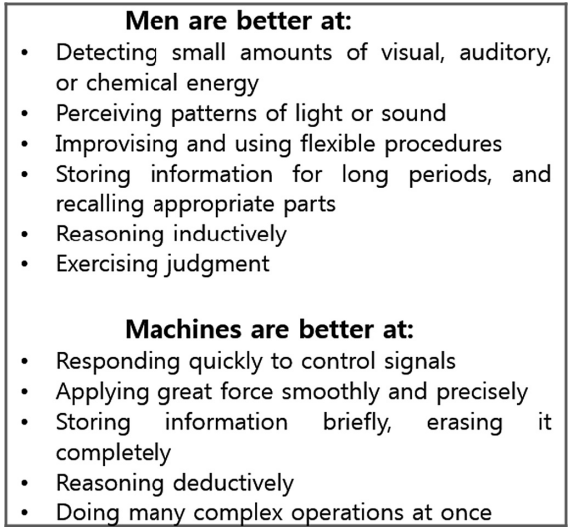 Men are better at:
• Detecting small amounts of visual, auditory,
or chemical energy
• Perceiving patterns of light or sound
• Improvising and using flexible procedures
• Storing information for long periods, and
recalling appropriate parts
• Reasoning inductively
• Exercising judgment
Machines are better at:
• Responding quickly to control signals
• Applying great force smoothly and precisely
• Storing information briefly, erasing it
completely
• Reasoning deductively
• Doing many complex operations at once